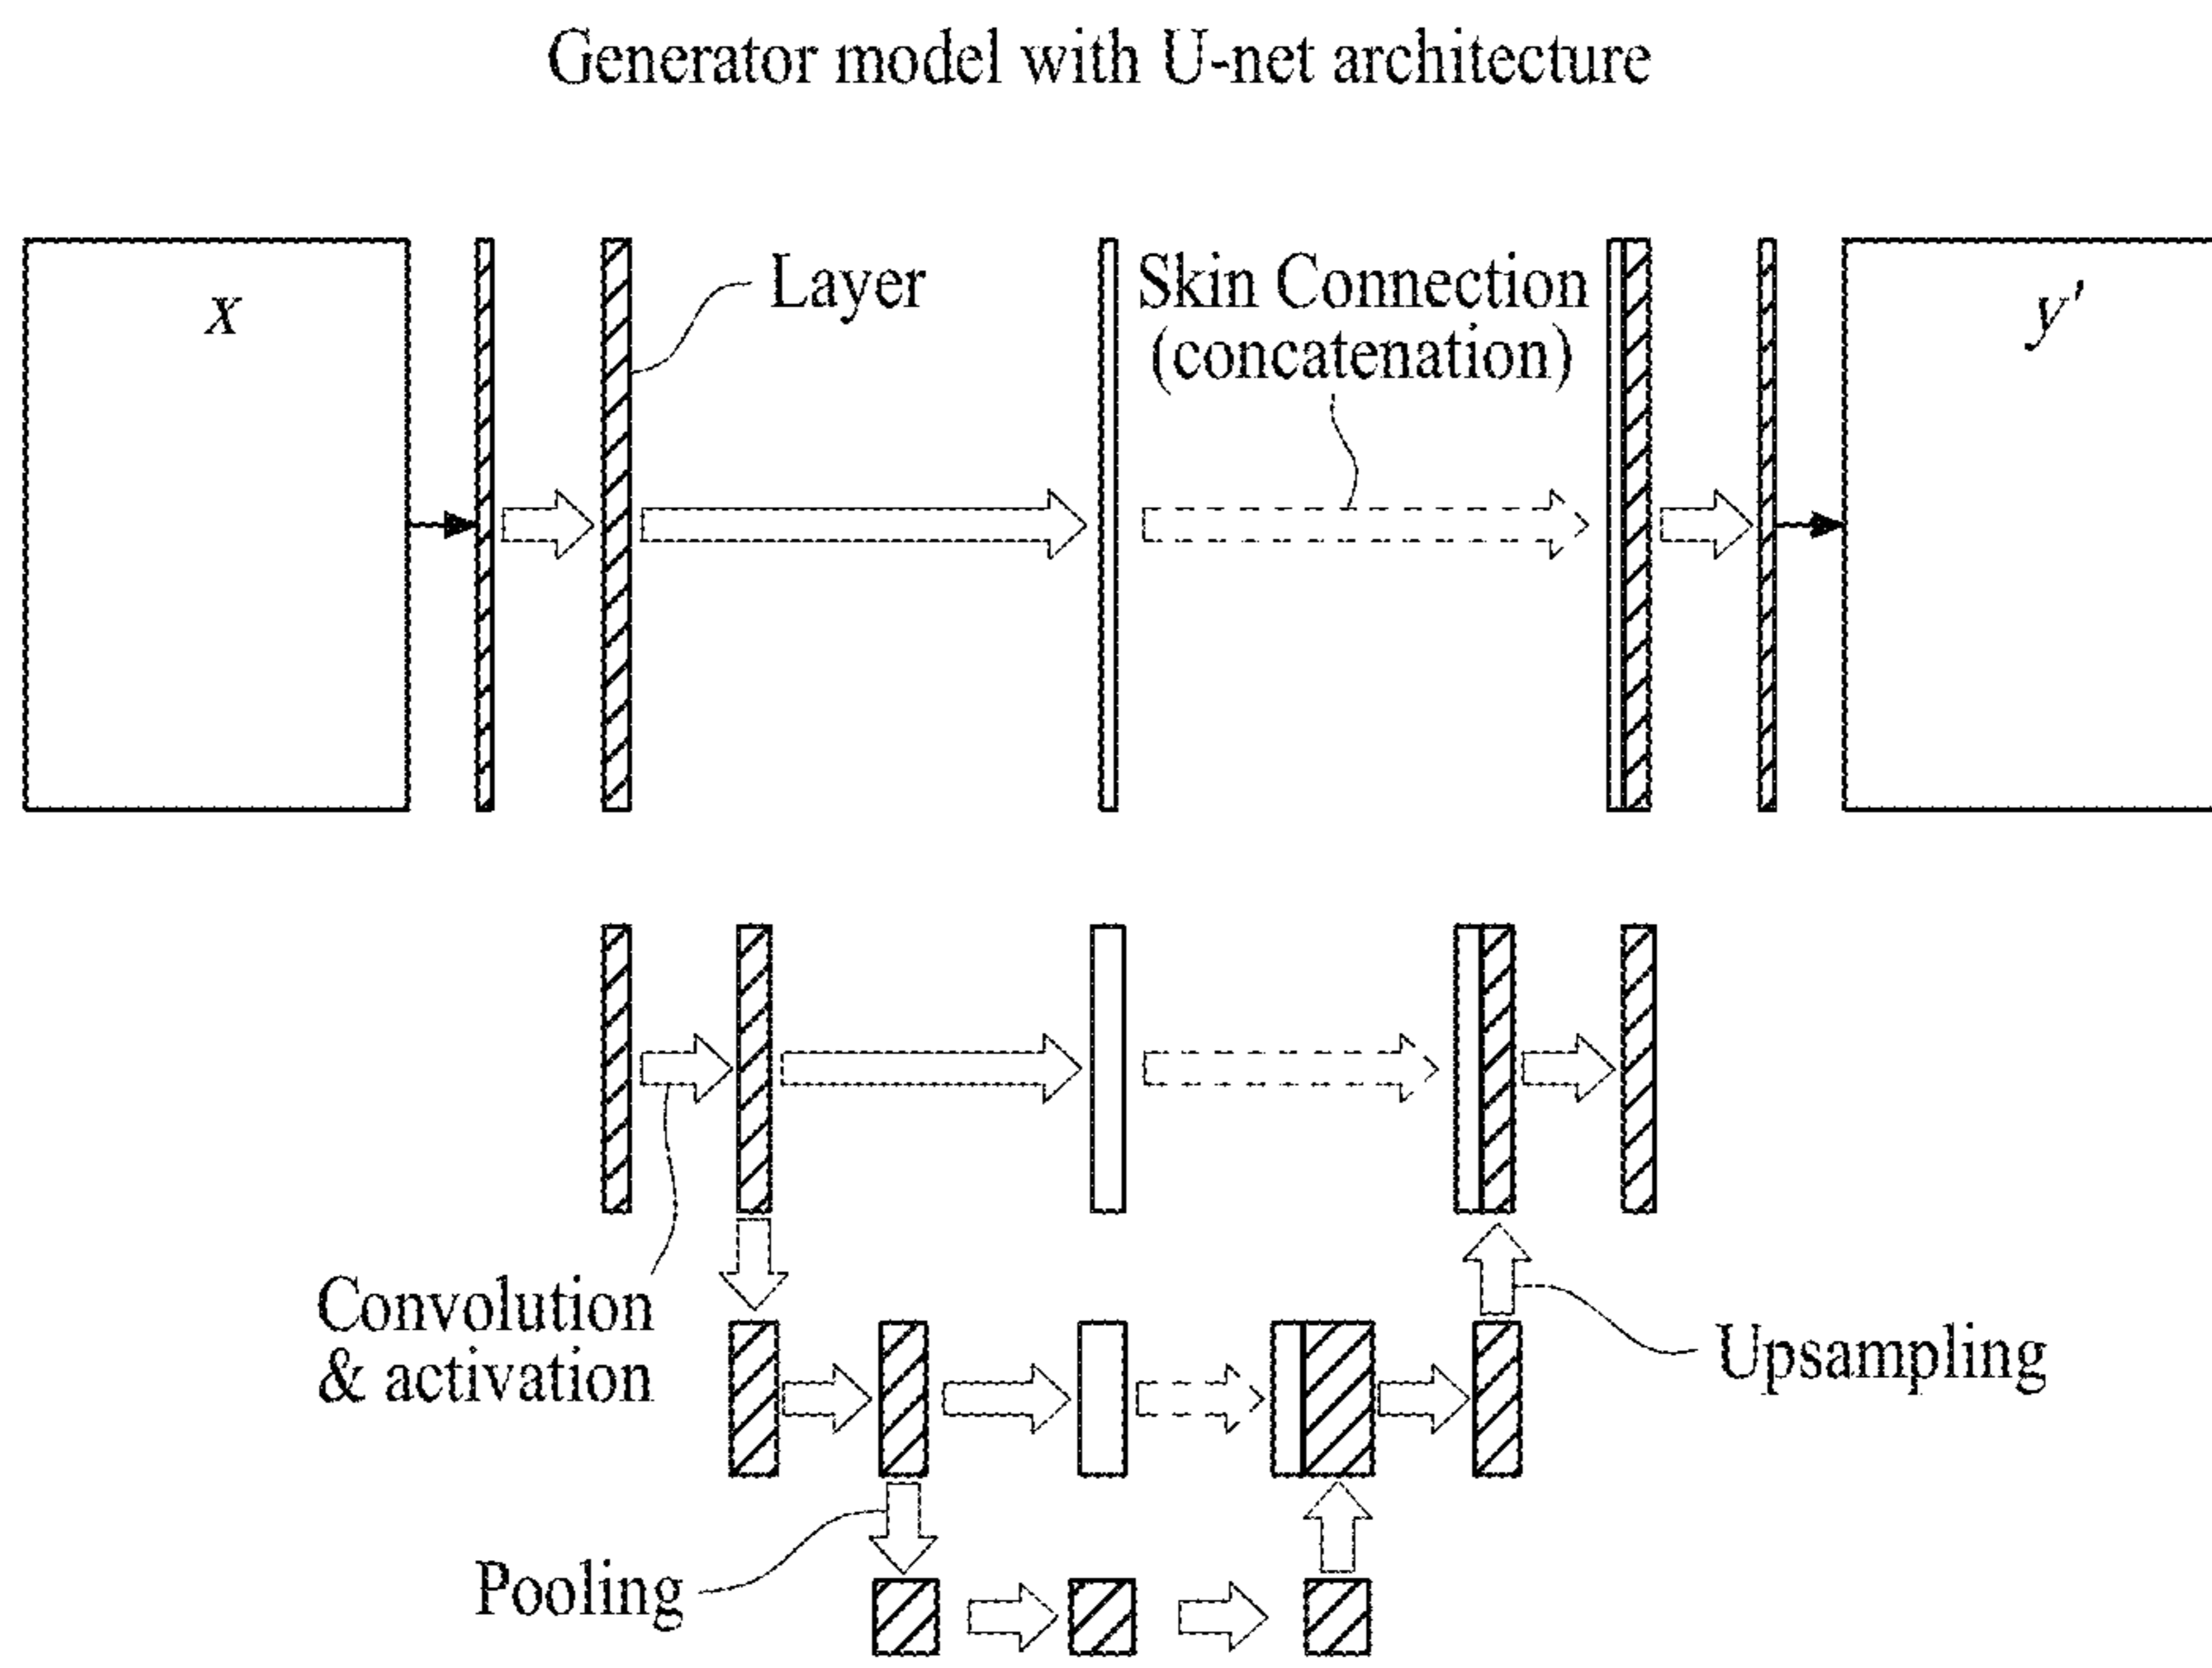 Generator model with U-net architecture
x
Layer
Skin Connection
(concatenation)
y'
Convolution
& activation
Upsampling
Pooling